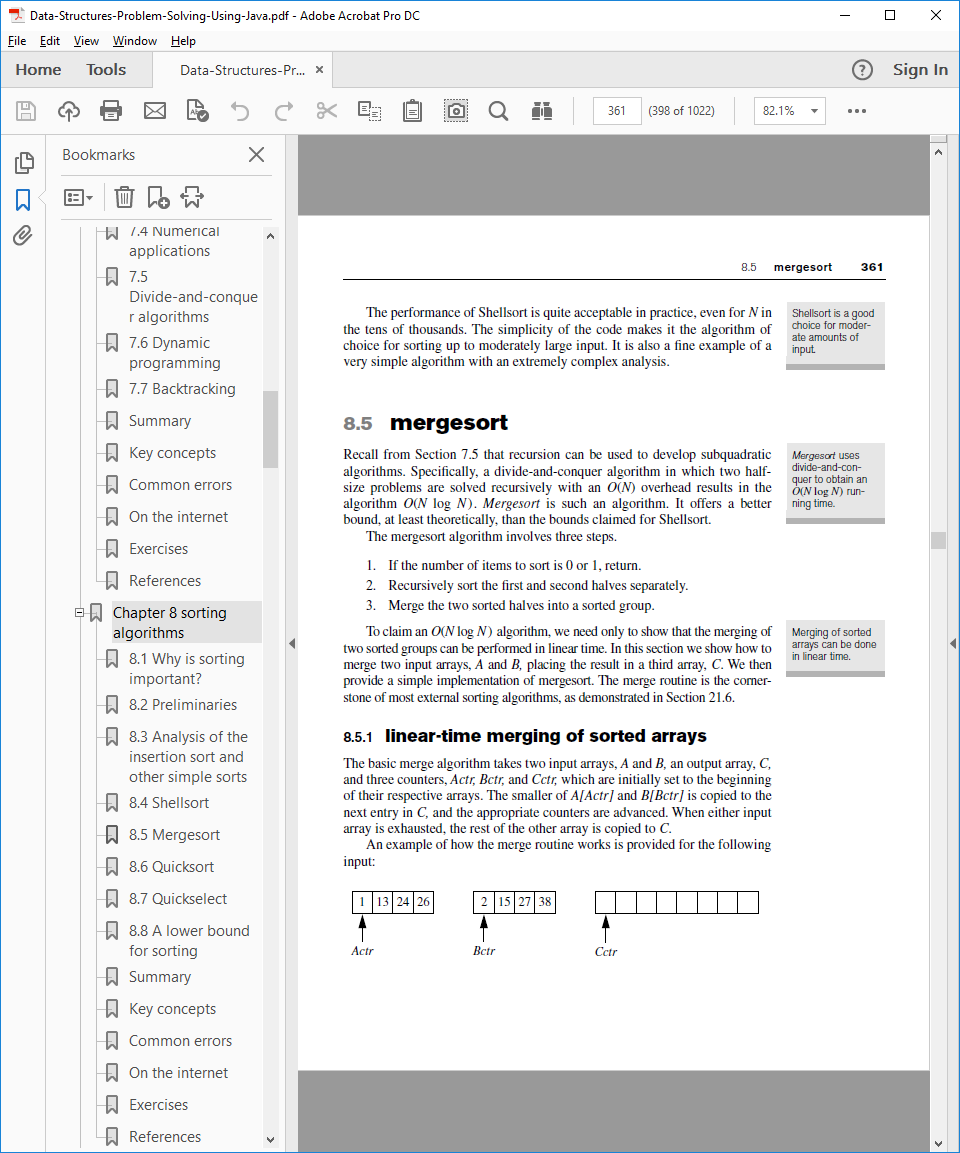 Data-Structures-Problem-Solving-Using-Java.pdf - Adobe Acrobat Pro DC
File Edit View Window Help
Home Tools Data-Structures-Pr... × ? Sign In
361 (398 of 1022) 82.1%
Bookmarks
7.4 Numerical
applications
7.5
Divide-and-conque
r algorithms
7.6 Dynamic
programming
7.7 Backtracking
Summary
Key concepts
Common errors
On the internet
Exercises
References
Chapter 8 sorting
algorithms
8.1 Why is sorting
important?
8.2 Preliminaries
8.3 Analysis of the
insertion sort and
other simple sorts
8.4 Shellsort
8.5 Mergesort
8.6 Quicksort
8.7 Quickselect
8.8 A lower bound
for sorting
Summary
Key concepts
Common errors
On the internet
Exercises
References
8.5 mergesort 361
The performance of Shellsort is quite acceptable in practice, even for N in
the tens of thousands. The simplicity of the code makes it the algorithm of
choice for sorting up to moderately large input. It is also a fine example of a
very simple algorithm with an extremely complex analysis.
Shellsort is a good
choice for moder-
ate amounts of
input.
8.5 mergesort
Recall from Section 7.5 that recursion can be used to develop subquadratic
algorithms. Specifically, a divide-and-conquer algorithm in which two half-
size problems are solved recursively with an O(N) overhead results in the
algorithm O(N log N). Mergesort is such an algorithm. It offers a better
bound, at least theoretically, than the bounds claimed for Shellsort.
The mergesort algorithm involves three steps.
Mergesort uses
divide-and-con-
quer to obtain an
O(N log N) run-
ning time.
1. If the number of items to sort is 0 or 1, return.
2. Recursively sort the first and second halves separately.
3. Merge the two sorted halves into a sorted group.
To claim an O(N log N) algorithm, we need only to show that the merging of
two sorted groups can be performed in linear time. In this section we show how to
merge two input arrays, A and B, placing the result in a third array, C. We then
provide a simple implementation of mergesort. The merge routine is the corner-
stone of most external sorting algorithms, as demonstrated in Section 21.6.
Merging of sorted
arrays can be done
in linear time.
8.5.1 linear-time merging of sorted arrays
The basic merge algorithm takes two input arrays, A and B, an output array, C,
and three counters, Actr, Bctr, and Cctr, which are initially set to the beginning
of their respective arrays. The smaller of A[Actr] and B[Bctr] is copied to the
next entry in C, and the appropriate counters are advanced. When either input
array is exhausted, the rest of the other array is copied to C.
An example of how the merge routine works is provided for the following
input:
1 13 24 26 2 15 27 38
Actr Bctr Cctr